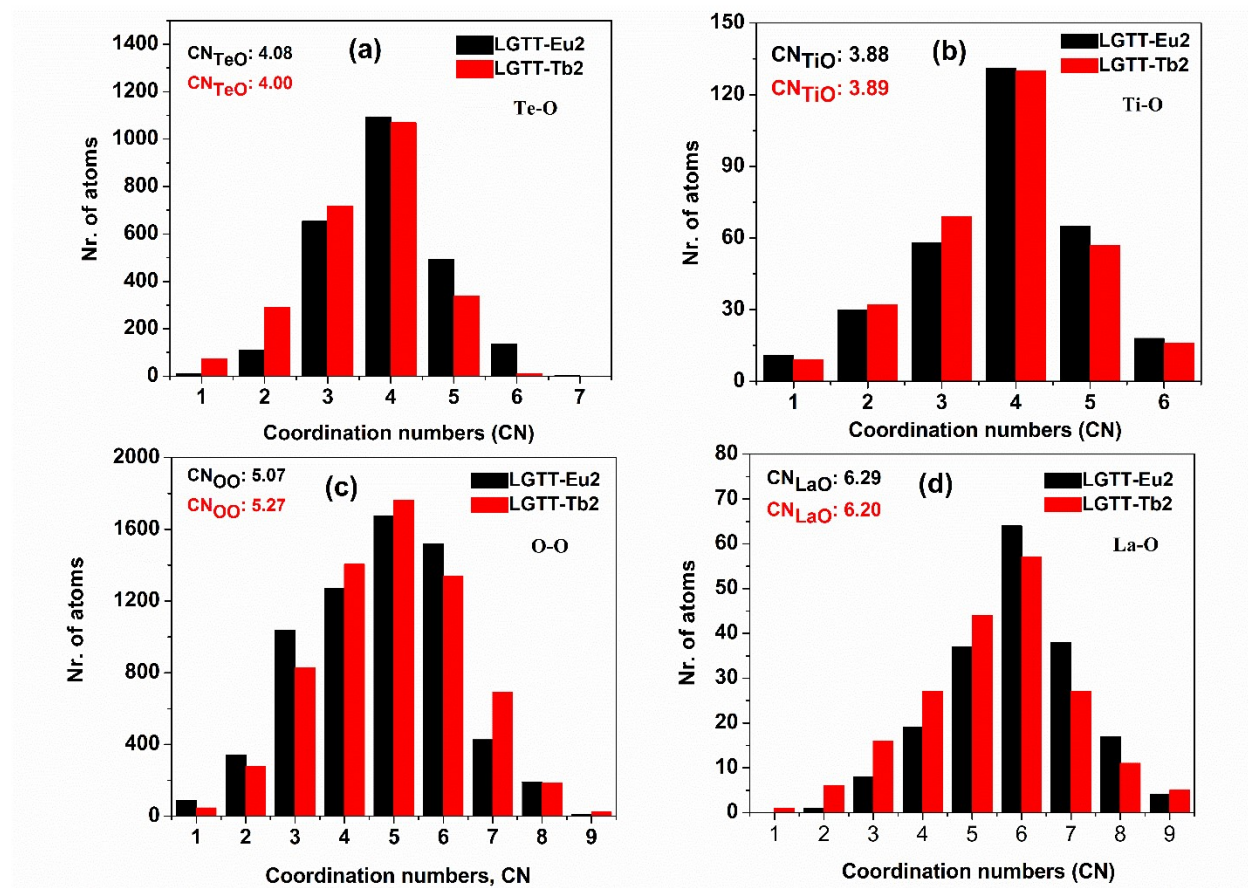 (a)
CN_TeO: 4.08
CN_TeO: 4.00
LGTT-Eu2
LGTT-Tb2
Te-O
Nr. of atoms
1400
1200
1000
800
600
400
200
0
1 2 3 4 5 6 7
Coordination numbers (CN)
(b)
CN_TiO: 3.88
CN_TiO: 3.89
LGTT-Eu2
LGTT-Tb2
Ti-O
Nr. of atoms
150
120
90
60
30
0
1 2 3 4 5 6
Coordination numbers (CN)
(c)
CN_OO: 5.07
CN_OO: 5.27
LGTT-Eu2
LGTT-Tb2
O-O
Nr. of atoms
2000
1600
1200
800
400
0
1 2 3 4 5 6 7 8 9
Coordination numbers, CN
(d)
CN_LaO: 6.29
CN_LaO: 6.20
LGTT-Eu2
LGTT-Tb2
La-O
Nr. of atoms
80
70
60
50
40
30
20
10
0
1 2 3 4 5 6 7 8 9
Coordination numbers (CN)